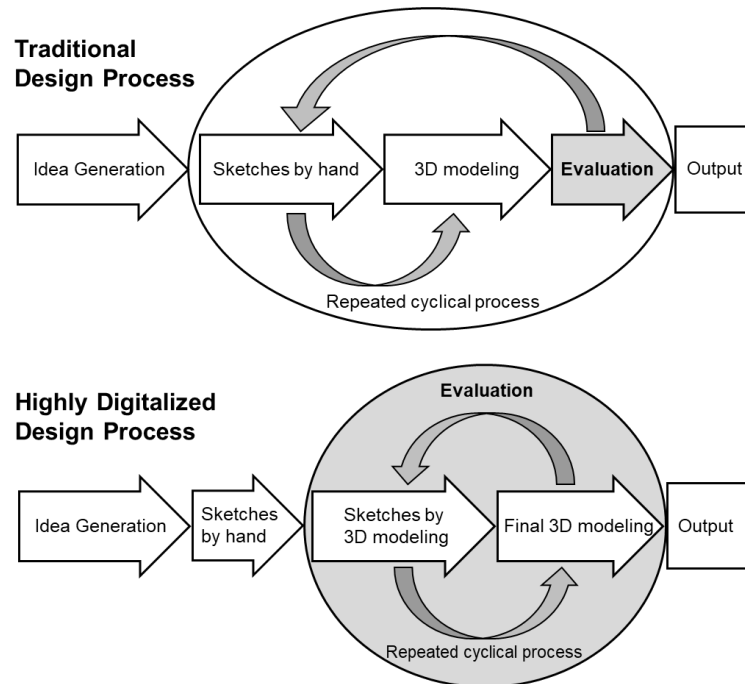 Traditional
Design Process
Idea Generation
Sketches by hand
3D modeling
Evaluation
Output
Repeated cyclical process
Highly Digitalized
Design Process
Evaluation
Idea Generation
Sketches
by hand
Sketches by
3D modeling
Final 3D modeling
Output
Repeated cyclical process